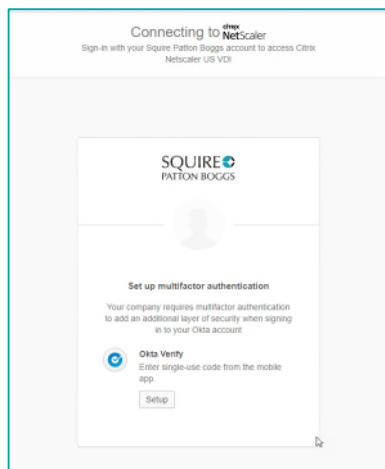 Connecting to citrix NetScaler
Sign-in with your Squire Patton Boggs account to access Citrix
Netscaler US VDI
SQUIRE
PATTON BOGGS
Set up multifactor authentication
Your company requires multifactor authentication
to add an additional layer of security when signing
in to your Okta account
Okta Verify
Enter single-use code from the mobile
app.
Setup